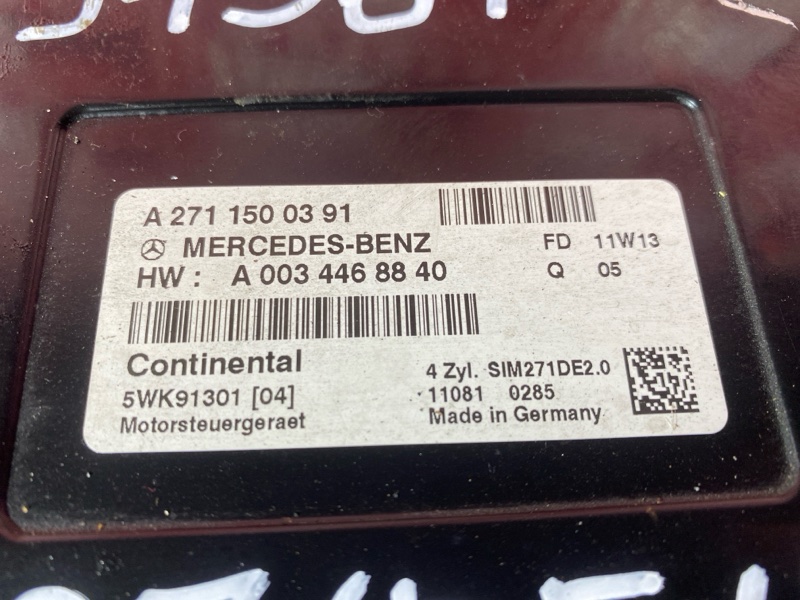 A 271 150 03 91
MERCEDES-BENZ
FD 11W13
HW : A 003 446 88 40
Q 05
Continental
4 Zyl. SIM271DE2.0
5WK91301 [04]
11081 0285
Motorsteuergeraet
Made in Germany